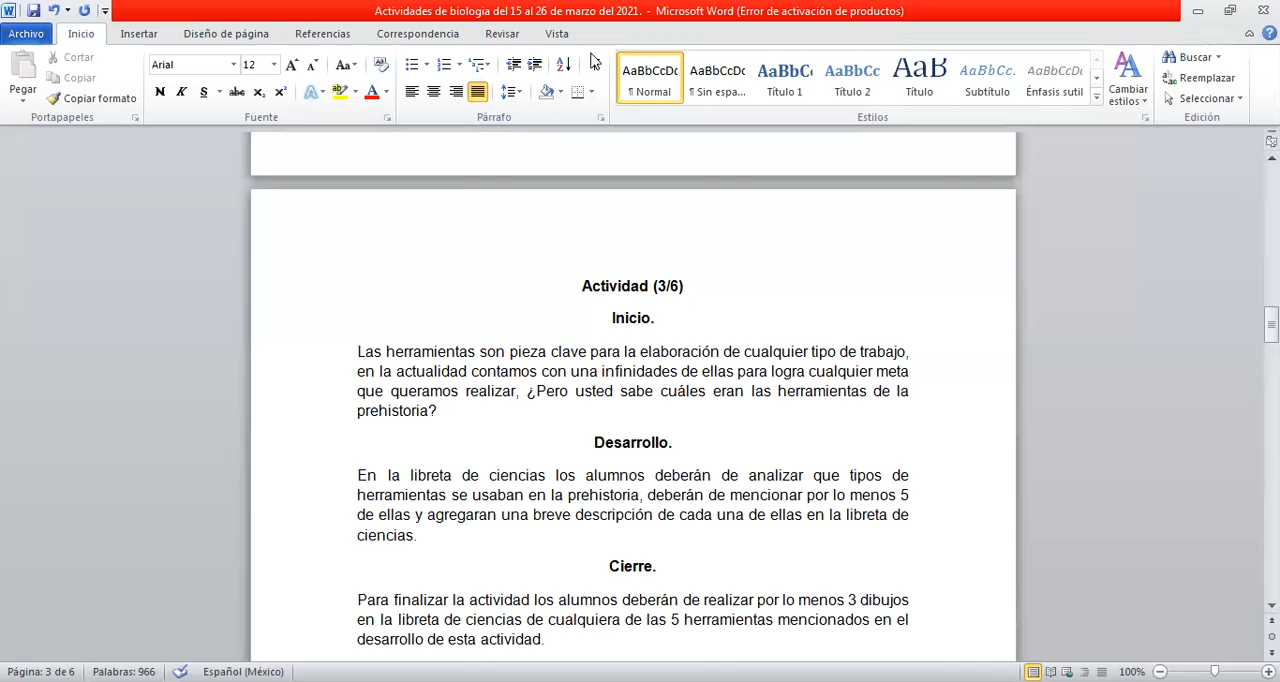 Actividades de biologia del 15 al 26 de marzo del 2021. - Microsoft Word (Error de activación de productos)
Archivo Inicio Insertar Diseño de página Referencias Correspondencia Revisar Vista
Pegar
Cortar
Copiar
Copiar formato
Portapapeles
Arial 12
N K S abc x₂ x²
Aa
Fuente
Párrafo
AaBbCcDc AaBbCcDc AaBbC AaBbCc AaB AaBbCc. AaBbCcDc
¶ Normal ¶ Sin espa... Título 1 Título 2 Título Subtítulo Énfasis sutil
Estilos
Cambiar
estilos
Buscar
Reemplazar
Seleccionar
Edición
Actividad (3/6)
Inicio.
Las herramientas son pieza clave para la elaboración de cualquier tipo de trabajo,
en la actualidad contamos con una infinidades de ellas para logra cualquier meta
que queramos realizar, ¿Pero usted sabe cuáles eran las herramientas de la
prehistoria?
Desarrollo.
En la libreta de ciencias los alumnos deberán de analizar que tipos de
herramientas se usaban en la prehistoria, deberán de mencionar por lo menos 5
de ellas y agregaran una breve descripción de cada una de ellas en la libreta de
ciencias.
Cierre.
Para finalizar la actividad los alumnos deberán de realizar por lo menos 3 dibujos
en la libreta de ciencias de cualquiera de las 5 herramientas mencionados en el
desarrollo de esta actividad.
Página: 3 de 6 Palabras: 966 Español (México) 100%